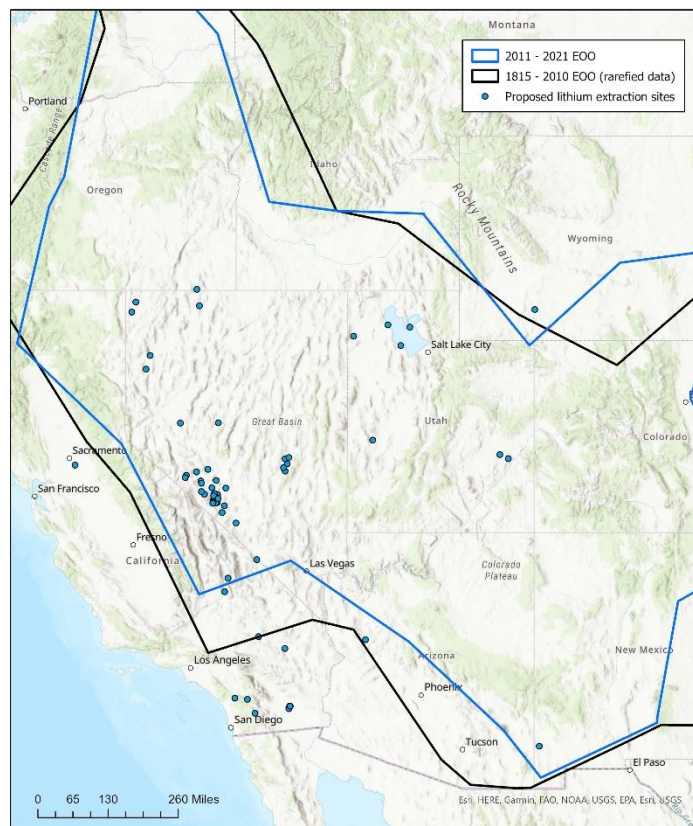 Montana
2011 - 2021 EOO
1815 - 2010 EOO (rarefied data)
Proposed lithium extraction sites
Portland
Cascade Range
Idaho
Oregon
Rocky Mountains
Wyoming
Salt Lake City
Great Basin
Utah
Colorado
Sacramento
San Francisco
Fresno
California
Las Vegas
Colorado
Plateau
Arizona
New Mexico
Los Angeles
Phoenix
San Diego
Tucson
El Paso
0 65 130 260 Miles
Esri, HERE, Garmin, FAO, NOAA, USGS, EPA, Esri, USGS